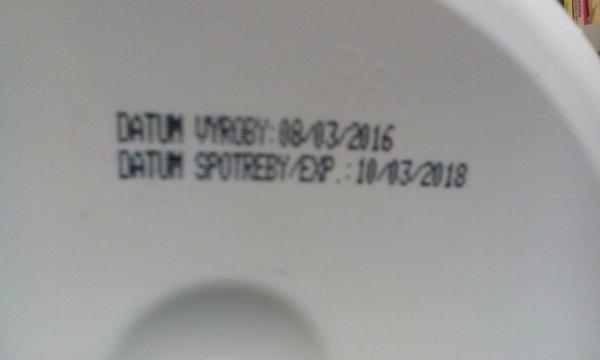 DATUM VYROBY:08/03/2016
DATUM SPOTREBY/EXP.:10/03/2018